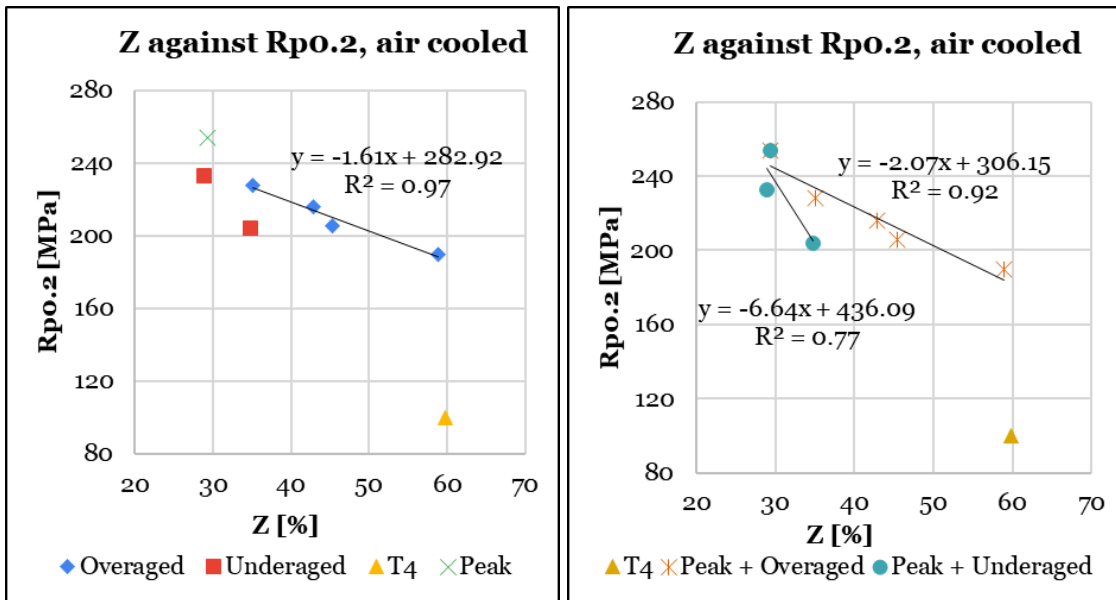 Z against Rp0.2, air cooled
280
240
200
160
120
80
Rp0.2 [MPa]
y = -1.61x + 282.92
R² = 0.97
20 30 40 50 60 70
Z [%]
Overaged Underaged T4 Peak
Z against Rp0.2, air cooled
280
240
200
160
120
80
Rp0.2 [MPa]
y = -2.07x + 306.15
R² = 0.92
y = -6.64x + 436.09
R² = 0.77
20 30 40 50 60 70
Z [%]
T4 Peak + Overaged Peak + Underaged